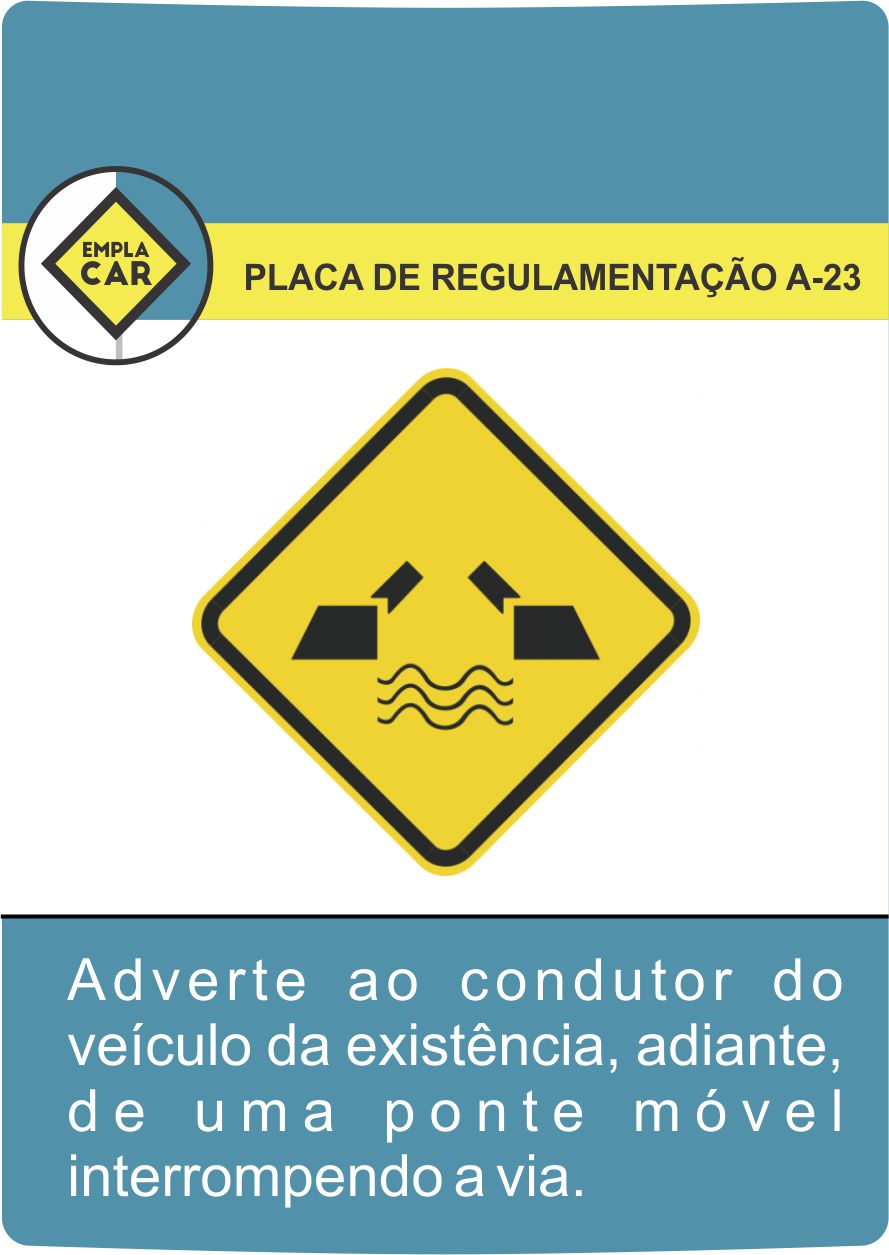 EMPLA
CAR
PLACA DE REGULAMENTAÇÃO A-23
Adverte ao condutor do
veículo da existência, adiante,
de uma ponte móvel
interrompendo a via.